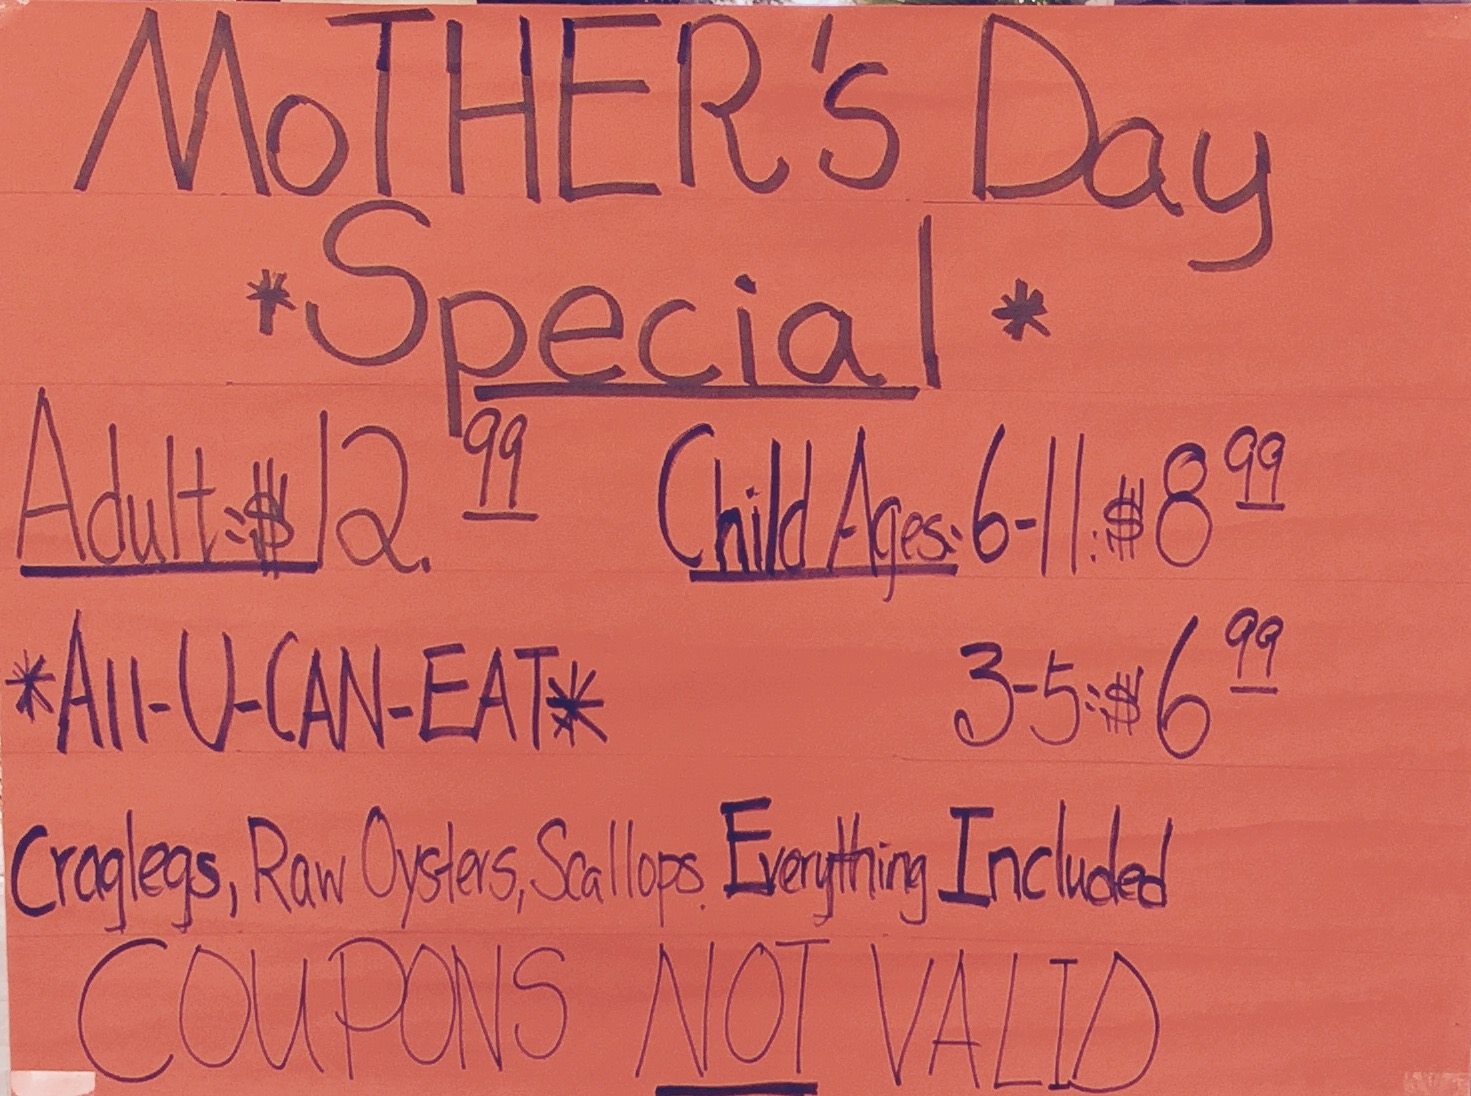 MoTHER's Day
*Special*
Adult:$12.99 Child Ages:6-11:$8 99
*All-U-CAN-EAT* 3-5:$6 99
Craglegs, Raw Oysters, Scallops. Everything Included
COUPONS NOT VALID